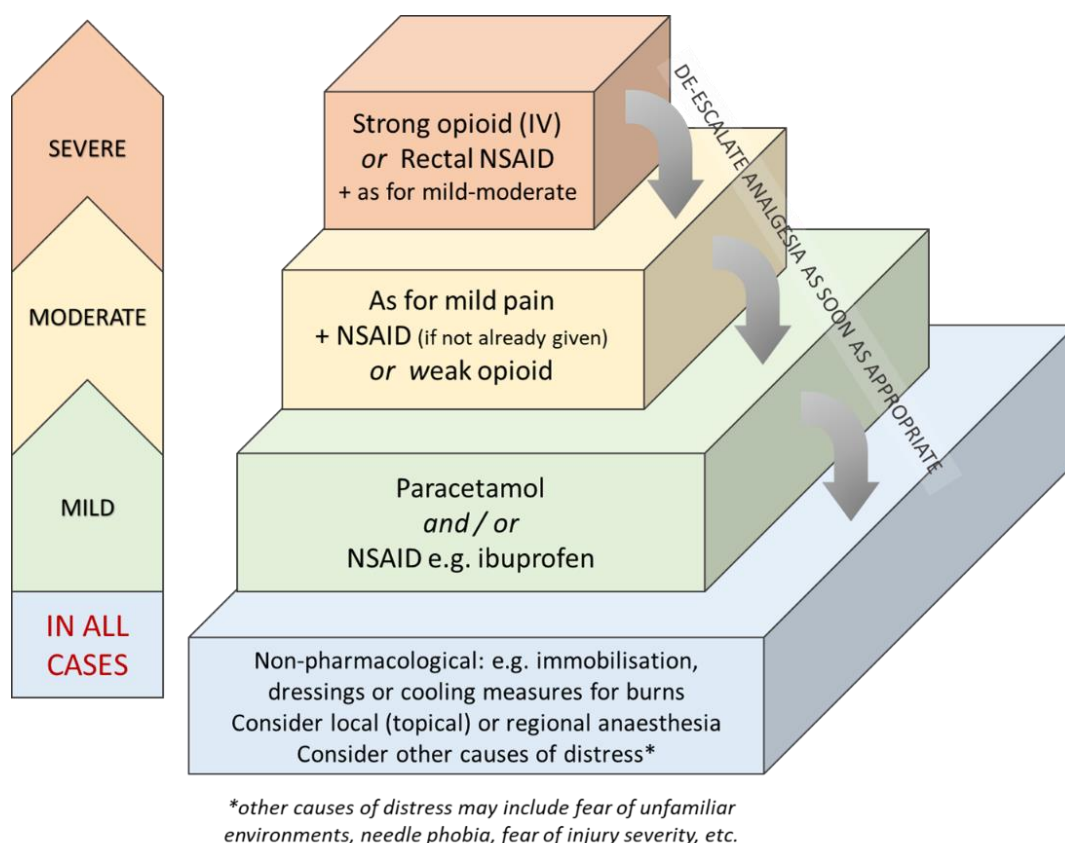 SEVERE
MODERATE
MILD
IN ALL
CASES
Strong opioid (IV)
or Rectal NSAID
+ as for mild-moderate
As for mild pain
+ NSAID (if not already given)
or weak opioid
Paracetamol
and / or
NSAID e.g. ibuprofen
Non-pharmacological: e.g. immobilisation,
dressings or cooling measures for burns
Consider local (topical) or regional anaesthesia
Consider other causes of distress*
DE-ESCALATE ANALGESIA AS SOON AS APPROPRIATE
*other causes of distress may include fear of unfamiliar
environments, needle phobia, fear of injury severity, etc.